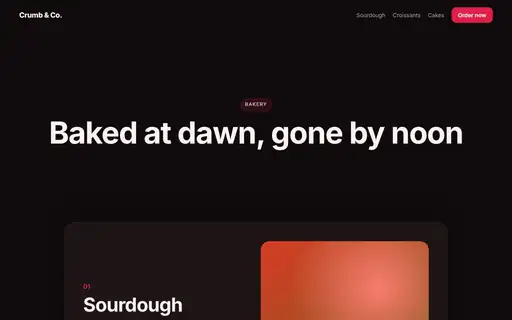 Crumb & Co.
Sourdough
Croissants
Cakes
Order now
BAKERY
Baked at dawn, gone by noon
01
Sourdough